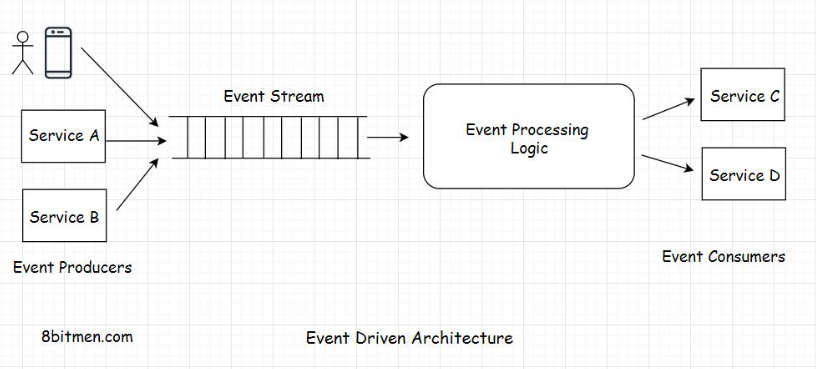 Event Stream
Service A
Service B
Event Producers
Event Processing
Logic
Service C
Service D
Event Consumers
8bitmen.com
Event Driven Architecture